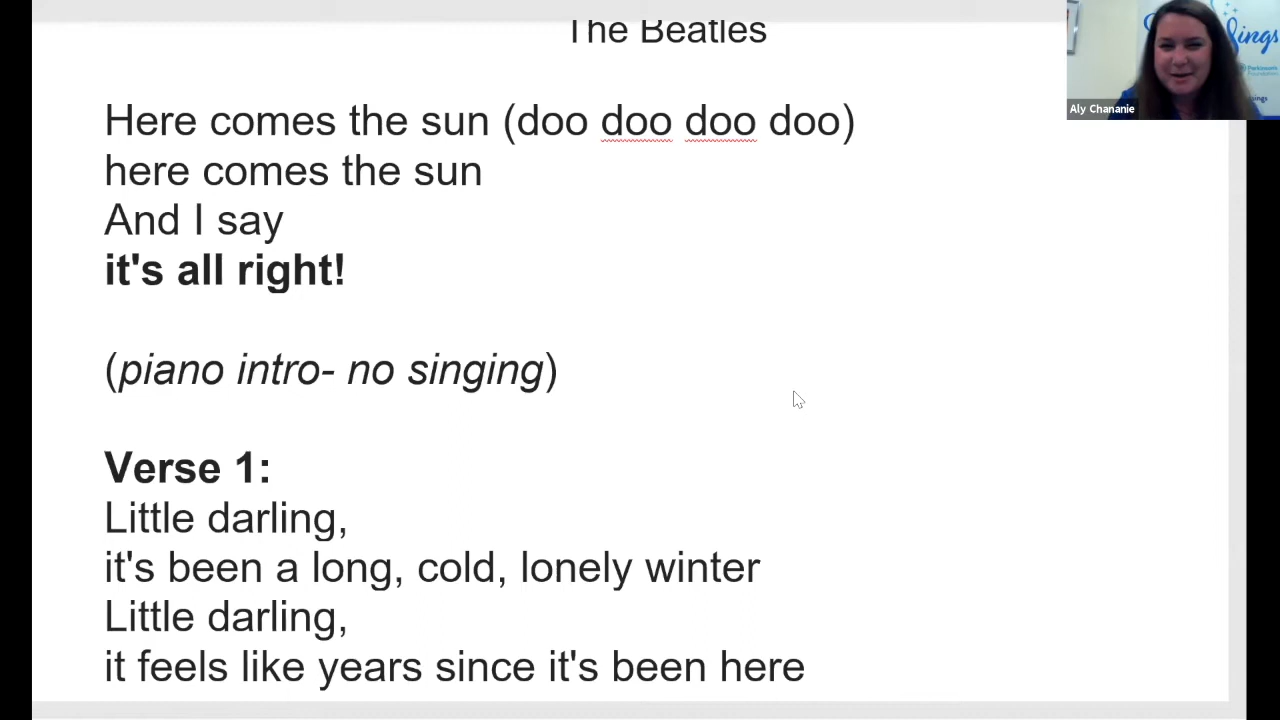 The Beatles
Here comes the sun (doo doo doo doo)
here comes the sun
And I say
it's all right!
(piano intro- no singing)
Verse 1:
Little darling,
it's been a long, cold, lonely winter
Little darling,
it feels like years since it's been here
Aly Chananie
Parkinson's
Foundation